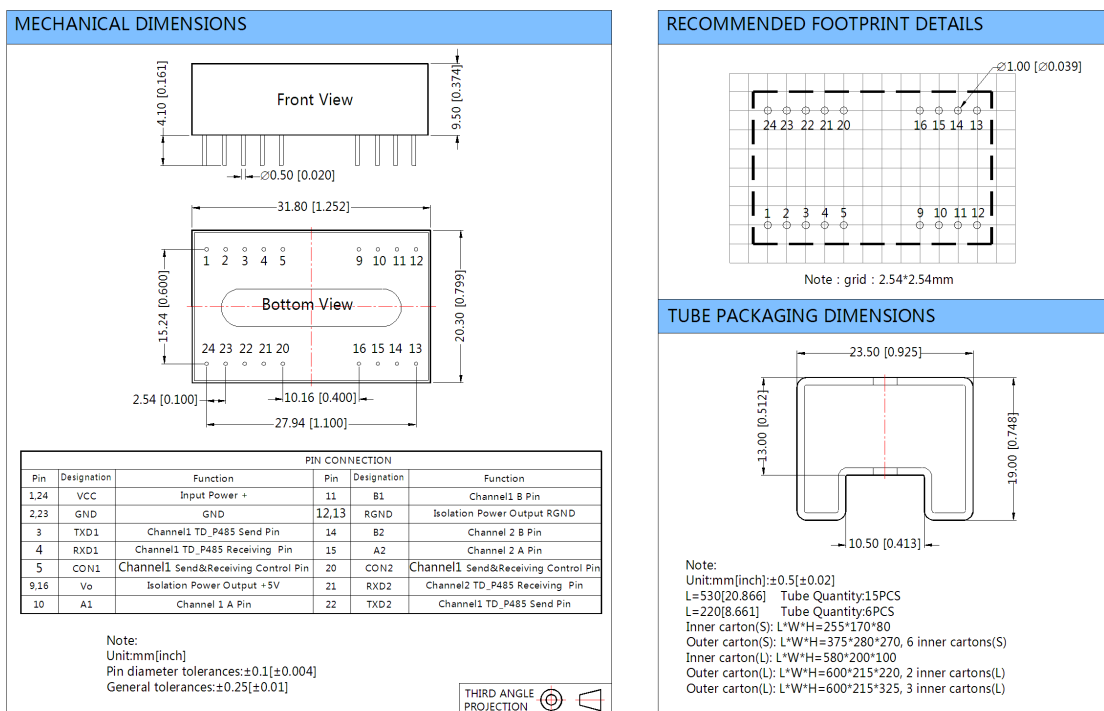 MECHANICAL DIMENSIONS
4.10 [0.161]
Front View
9.50 [0.374]
∅0.50 [0.020]
31.80 [1.252]
1 2 3 4 5 9 10 11 12
15.24 [0.600]
Bottom View
20.30 [0.799]
24 23 22 21 20 16 15 14 13
2.54 [0.100]
10.16 [0.400]
27.94 [1.100]
PIN CONNECTION
Pin Designation Function Pin Designation Function
1,24 VCC Input Power + 11 B1 Channel1 B Pin
2,23 GND GND 12,13 RGND Isolation Power Output RGND
3 TXD1 Channel1 TD_P485 Send Pin 14 B2 Channel 2 B Pin
4 RXD1 Channel1 TD_P485 Receiving Pin 15 A2 Channel 2 A Pin
5 CON1 Channel1 Send&Receiving Control Pin 20 CON2 Channel1 Send&Receiving Control Pin
9,16 Vo Isolation Power Output +5V 21 RXD2 Channel2 TD_P485 Receiving Pin
10 A1 Channel 1 A Pin 22 TXD2 Channel1 TD_P485 Send Pin
Note:
Unit:mm[inch]
Pin diameter tolerances:±0.1[±0.004]
General tolerances:±0.25[±0.01]
THIRD ANGLE
PROJECTION
RECOMMENDED FOOTPRINT DETAILS
∅1.00 [∅0.039]
24 23 22 21 20 16 15 14 13
1 2 3 4 5 9 10 11 12
Note : grid : 2.54*2.54mm
TUBE PACKAGING DIMENSIONS
23.50 [0.925]
13.00 [0.512]
19.00 [0.748]
10.50 [0.413]
Note:
Unit:mm[inch]:±0.5[±0.02]
L=530[20.866] Tube Quantity:15PCS
L=220[8.661] Tube Quantity:6PCS
Inner carton(S): L*W*H=255*170*80
Outer carton(S): L*W*H=375*280*270, 6 inner cartons(S)
Inner carton(L): L*W*H=580*200*100
Outer carton(L): L*W*H=600*215*220, 2 inner cartons(L)
Outer carton(L): L*W*H=600*215*325, 3 inner cartons(L)